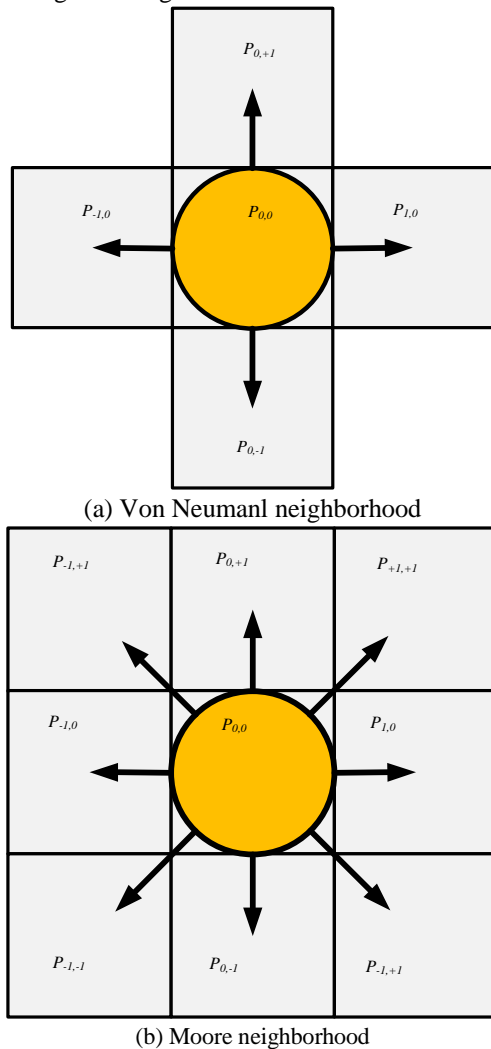 P0,+1
P-1,0 P0,0 P1,0
P0,-1
(a) Von Neumanl neighborhood
P-1,+1 P0,+1 P+1,+1
P-1,0 P0,0 P1,0
P-1,-1 P0,-1 P-1,+1
(b) Moore neighborhood